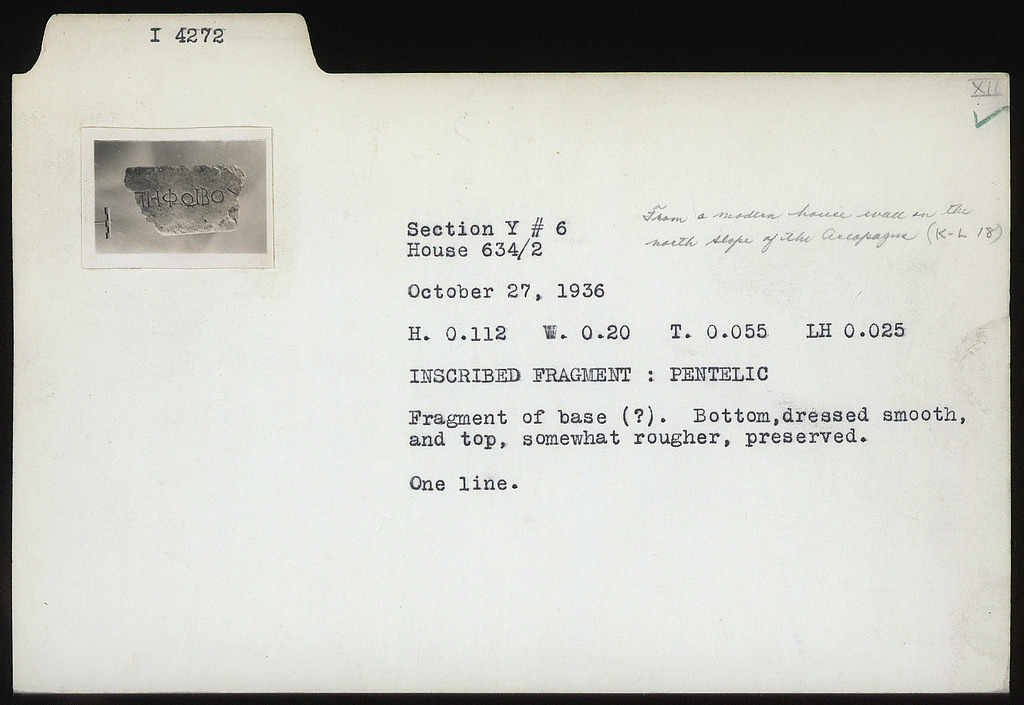 I 4272
XII
ΠΗΦΟΙΒΟ
Section Y # 6
House 634/2
From a modern house wall on the
north slope of the Areopagus (K-L 18)
October 27, 1936
H. 0.112 W. 0.20 T. 0.055 LH 0.025
INSCRIBED FRAGMENT : PENTELIC
Fragment of base (?). Bottom,dressed smooth,
and top, somewhat rougher, preserved.
One line.